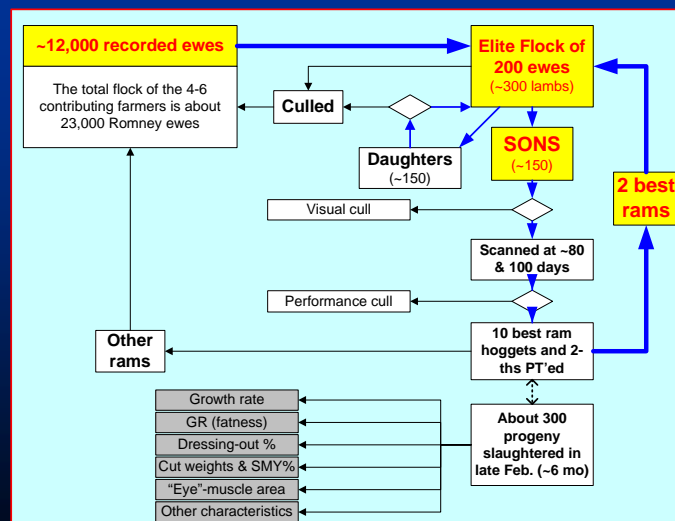 ~12,000 recorded ewes
The total flock of the 4-6
contributing farmers is about
23,000 Romney ewes
Culled
Elite Flock of
200 ewes
(~300 lambs)
Daughters
(~150)
SONS
(~150)
2 best
rams
Visual cull
Scanned at ~80
& 100 days
Performance cull
10 best ram
hoggets and 2-
ths PT'ed
Other
rams
About 300
progeny
slaughtered in
late Feb. (~6 mo)
Growth rate
GR (fatness)
Dressing-out %
Cut weights & SMY%
"Eye"-muscle area
Other characteristics